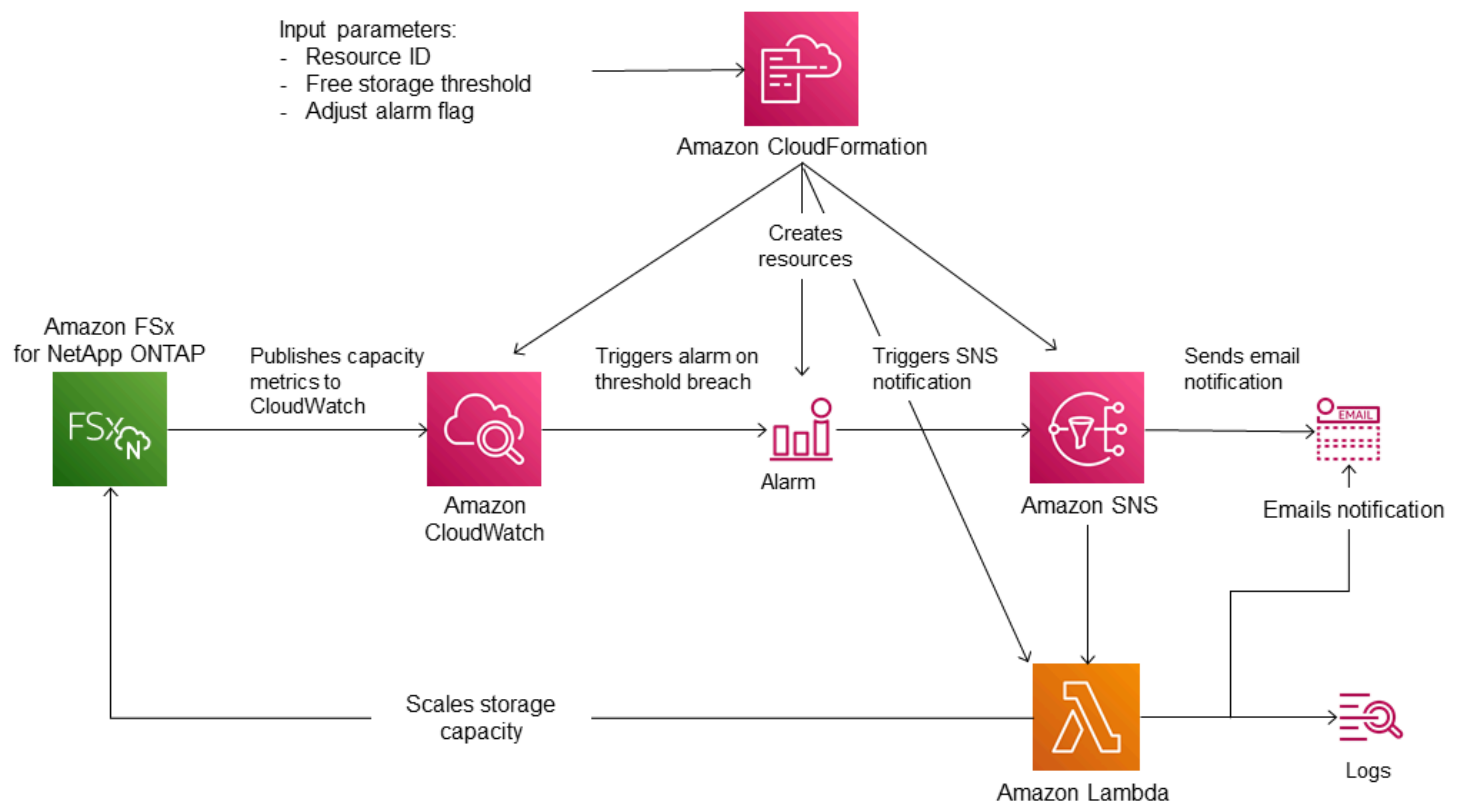 Input parameters:
- Resource ID
- Free storage threshold
- Adjust alarm flag
Amazon CloudFormation
Creates
resources
Amazon FSx
for NetApp ONTAP
FSx
N
Publishes capacity
metrics to
CloudWatch
Amazon
CloudWatch
Triggers alarm on
threshold breach
Alarm
Triggers SNS
notification
Amazon SNS
Sends email
notification
EMAIL
Emails notification
Scales storage
capacity
Amazon Lambda
Logs